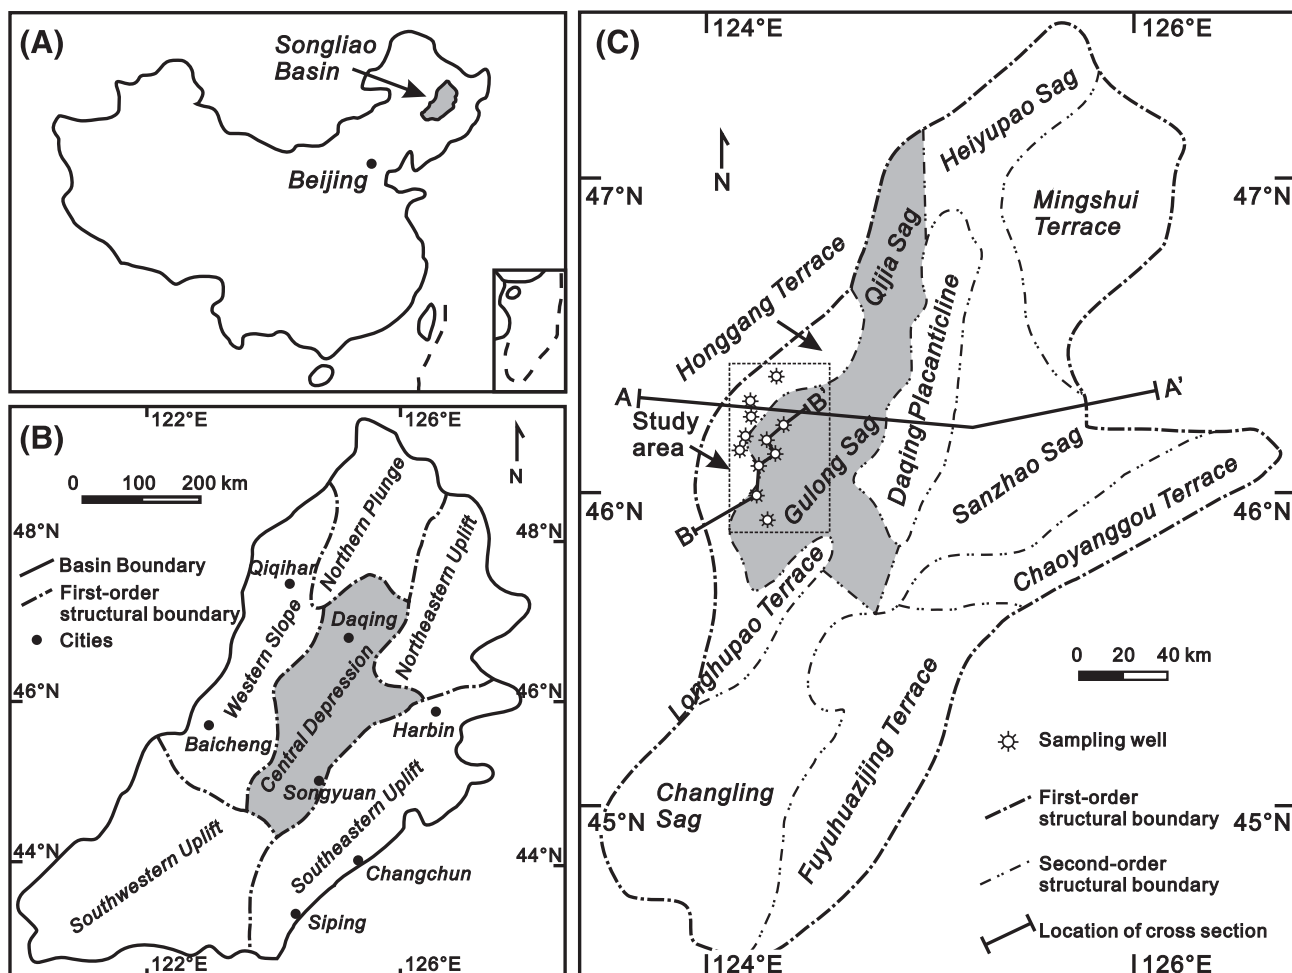 (A)
Songliao
Basin
Beijing
(B)
122°E
126°E
0 100 200 km
N
48°N
48°N
Basin Boundary
First-order
structural boundary
Cities
Qiqihar
Northern Plunge
Northeastern Uplift
Daqing
Western Slope
Central Depression
46°N
46°N
Baicheng
Harbin
Songyuan
Southeastern Uplift
Southwestern Uplift
44°N
44°N
Changchun
Siping
122°E
126°E
(C)
124°E
126°E
N
Heiyupao Sag
47°N
47°N
Mingshui
Terrace
Qijia Sag
Honggang Terrace
Daqing Placanticline
A
A'
B'
Study
area
Gulong Sag
Sanzhao Sag
46°N
46°N
B
Chaoyanggou Terrace
Longhupao Terrace
0 20 40 km
Fuyuhuazijing Terrace
Sampling well
Changling
Sag
45°N
45°N
First-order
structural boundary
Second-order
structural boundary
Location of cross section
124°E
126°E